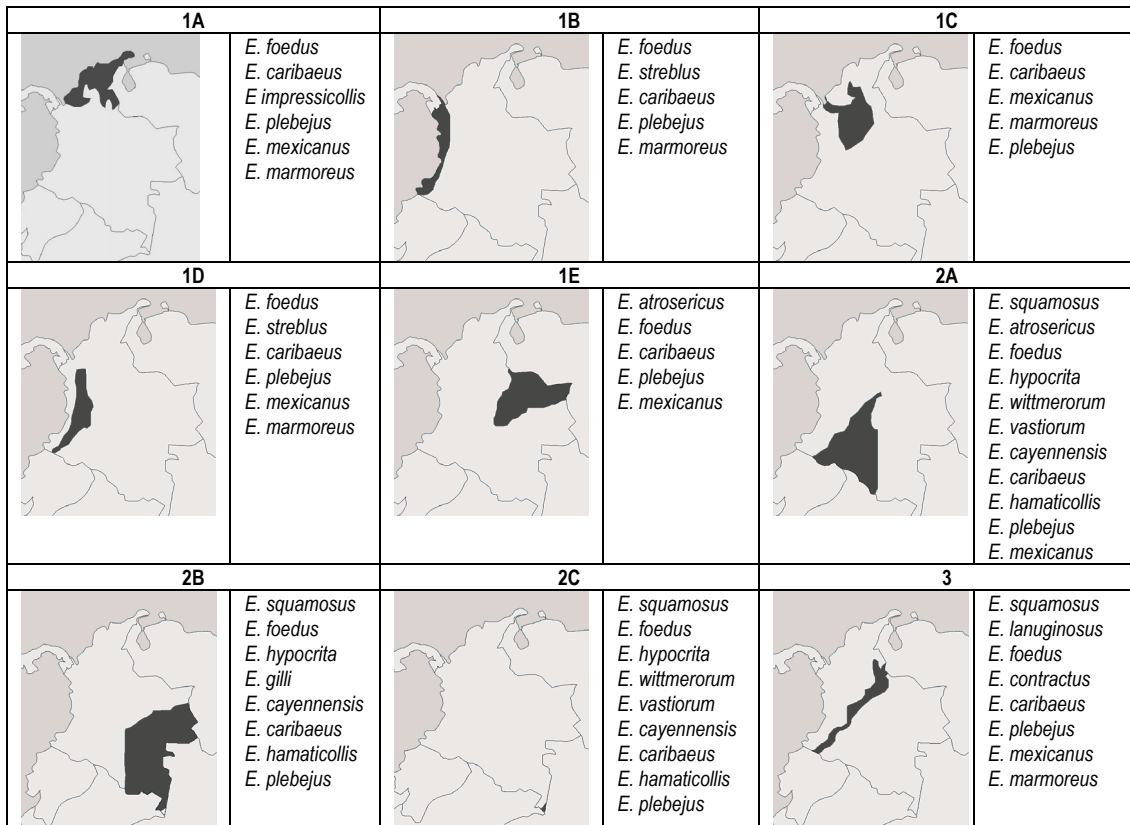 1A
1B
1C
E. foedus
E. caribaeus
E impressicollis
E. plebejus
E. mexicanus
E. marmoreus
E. foedus
E. streblus
E. caribaeus
E. plebejus
E. marmoreus
E. foedus
E. caribaeus
E. mexicanus
E. marmoreus
E. plebejus
1D
1E
2A
E. foedus
E. streblus
E. caribaeus
E. plebejus
E. mexicanus
E. marmoreus
E. atrosericus
E. foedus
E. caribaeus
E. plebejus
E. mexicanus
E. squamosus
E. atrosericus
E. foedus
E. hypocrita
E. wittmerorum
E. vastiorum
E. cayennensis
E. caribaeus
E. hamaticollis
E. plebejus
E. mexicanus
2B
2C
3
E. squamosus
E. foedus
E. hypocrita
E. gilli
E. cayennensis
E. caribaeus
E. hamaticollis
E. plebejus
E. squamosus
E. foedus
E. hypocrita
E. wittmerorum
E. vastiorum
E. cayennensis
E. caribaeus
E. hamaticollis
E. plebejus
E. squamosus
E. lanuginosus
E. foedus
E. contractus
E. caribaeus
E. plebejus
E. mexicanus
E. marmoreus